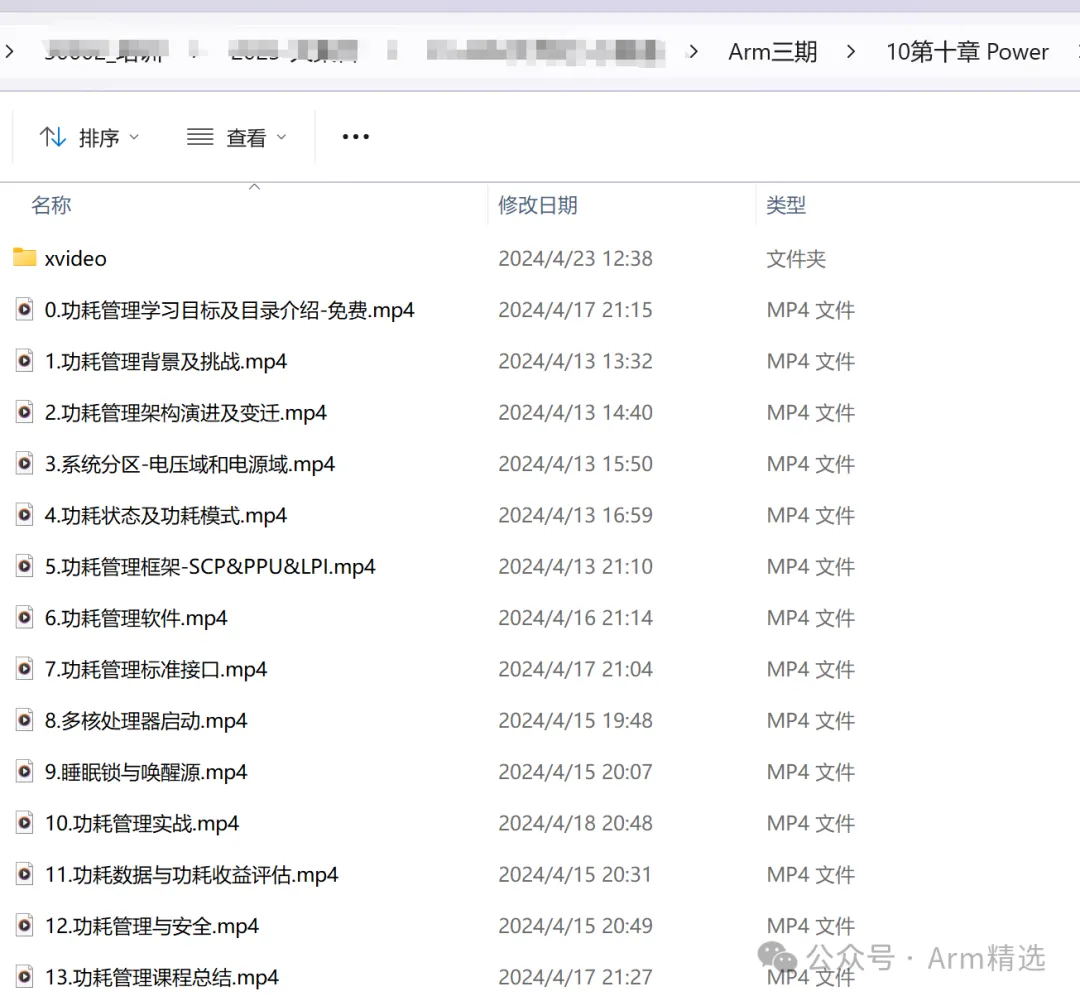 Arm三期 > 10第十章 Power
排序 查看 •••
名称 修改日期 类型
xvideo 2024/4/23 12:38 文件夹
0.功耗管理学习目标及目录介绍-免费.mp4 2024/4/17 21:15 MP4 文件
1.功耗管理背景及挑战.mp4 2024/4/13 13:32 MP4 文件
2.功耗管理架构演进及变迁.mp4 2024/4/13 14:40 MP4 文件
3.系统分区-电压域和电源域.mp4 2024/4/13 15:50 MP4 文件
4.功耗状态及功耗模式.mp4 2024/4/13 16:59 MP4 文件
5.功耗管理框架-SCP&PPU&LPI.mp4 2024/4/13 21:10 MP4 文件
6.功耗管理软件.mp4 2024/4/16 21:14 MP4 文件
7.功耗管理标准接口.mp4 2024/4/17 21:04 MP4 文件
8.多核处理器启动.mp4 2024/4/15 19:48 MP4 文件
9.睡眠锁与唤醒源.mp4 2024/4/15 20:07 MP4 文件
10.功耗管理实战.mp4 2024/4/18 20:48 MP4 文件
11.功耗数据与功耗收益评估.mp4 2024/4/15 20:31 MP4 文件
12.功耗管理与安全.mp4 2024/4/15 20:49 MP4 文件
13.功耗管理课程总结.mp4 2024/4/17 21:27 MP4 文件
公众号 · Arm精选